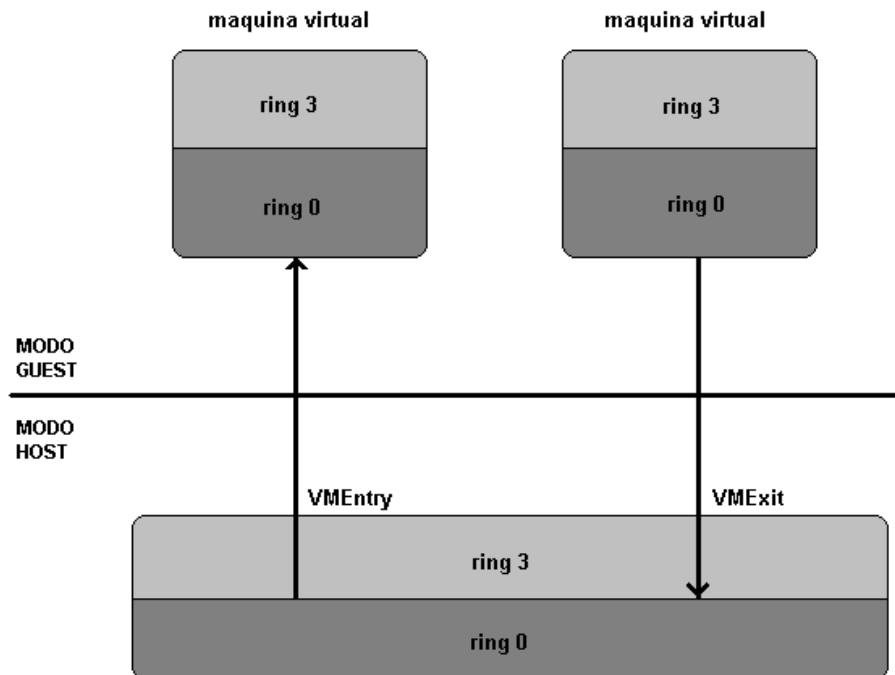 maquina virtual
maquina virtual
ring 3
ring 3
ring 0
ring 0
MODO
GUEST
MODO
HOST
VMEntry
VMExit
ring 3
ring 0